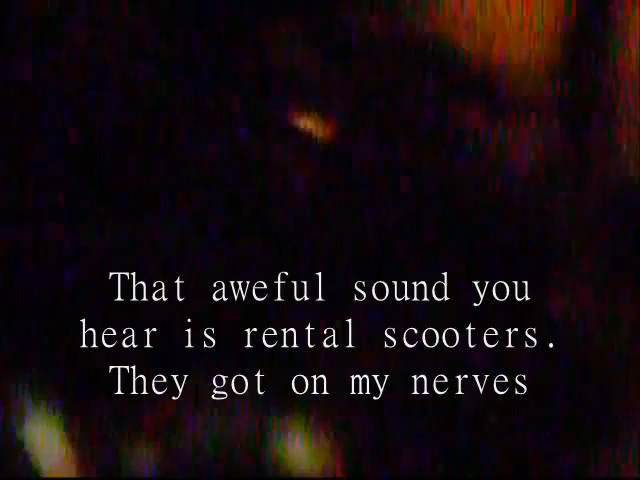 That aweful sound you
hear is rental scooters.
They got on my nerves